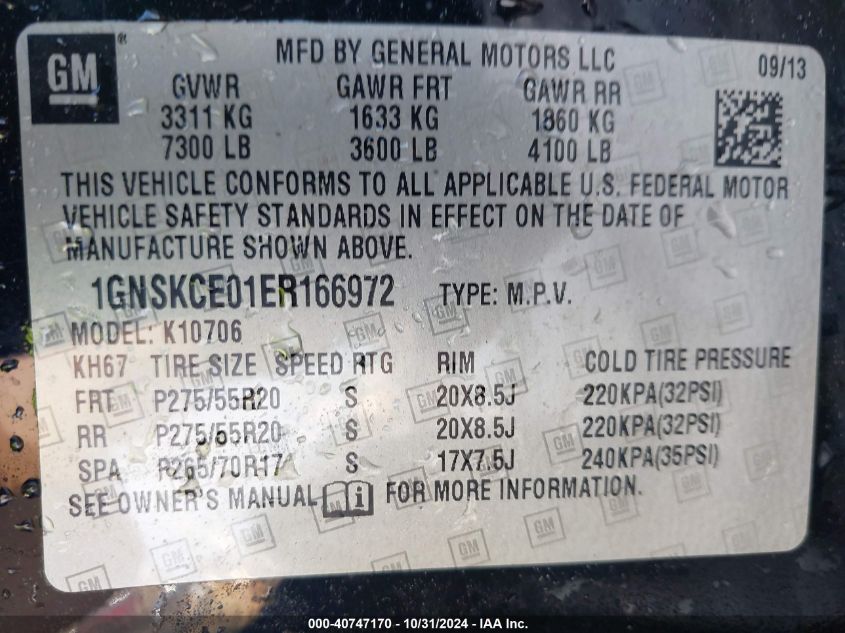 GM ®
MFD BY GENERAL MOTORS LLC
09/13
GVWR GAWR FRT GAWR RR
3311 KG 1633 KG 1860 KG
7300 LB 3600 LB 4100 LB
THIS VEHICLE CONFORMS TO ALL APPLICABLE U.S. FEDERAL MOTOR
VEHICLE SAFETY STANDARDS IN EFFECT ON THE DATE OF
MANUFACTURE SHOWN ABOVE.
1GNSKCE01ER166972 TYPE: M.P.V.
MODEL: K10706
KH67 TIRE SIZE SPEED RTG RIM COLD TIRE PRESSURE
FRT P275/55R20 S 20X8.5J 220KPA(32PSI)
RR P275/55R20 S 20X8.5J 220KPA(32PSI)
SPA P265/70R17 S 17X7.5J 240KPA(35PSI)
SEE OWNER'S MANUAL FOR MORE INFORMATION.
000-40747170 - 10/31/2024 - IAA Inc.